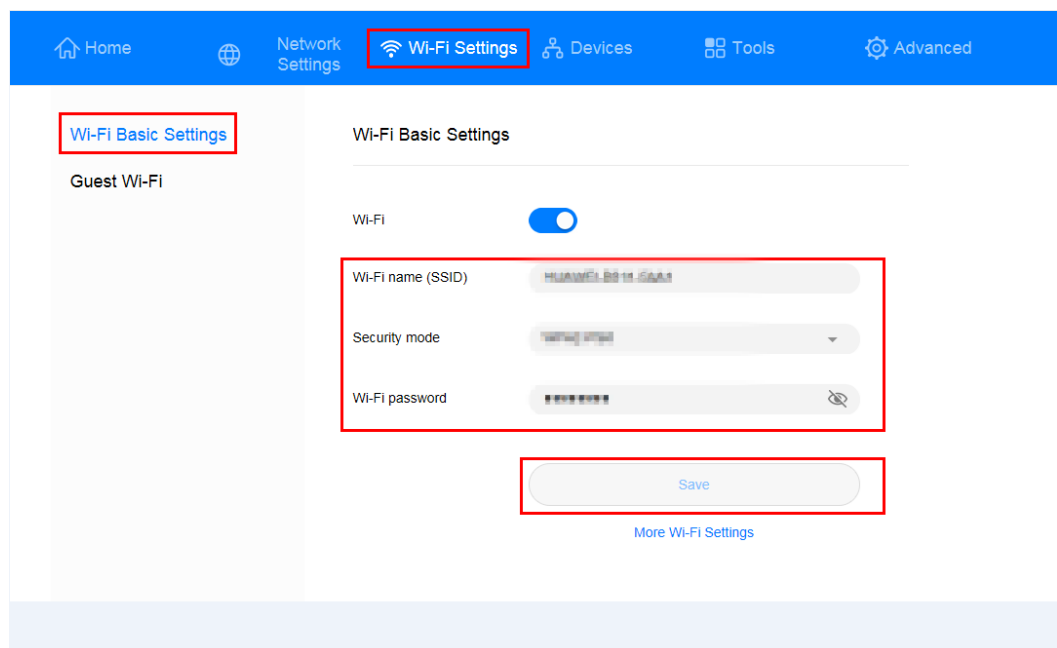 Home
Network
Settings
Wi-Fi Settings
Devices
Tools
Advanced
Wi-Fi Basic Settings
Guest Wi-Fi
Wi-Fi Basic Settings
Wi-Fi
Wi-Fi name (SSID)
Security mode
Wi-Fi password
Save
More Wi-Fi Settings